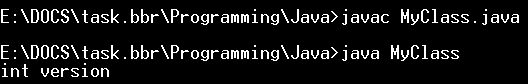 E:\DOCS\task.bbr\Programming\Java>javac MyClass.java
E:\DOCS\task.bbr\Programming\Java>java MyClass
int version